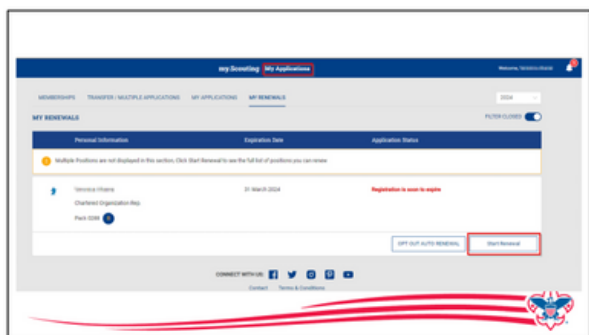 my.Scouting My Applications
MEMBERSHIPS TRANSFER / MULTIPLE APPLICATIONS MY APPLICATIONS MY RENEWALS 2024
MY RENEWALS FILTER CLOSED
Personal Information Expiration Date Application Status
Multiple Positions are not displayed in this section, Click Start Renewal to see the full list of positions you can renew
31 March 2024 Registration is soon to expire
Chartered Organization Rep.
Pack 0288
OPT OUT AUTO RENEWAL Start Renewal
CONNECT WITH US:
Contact Terms & Conditions